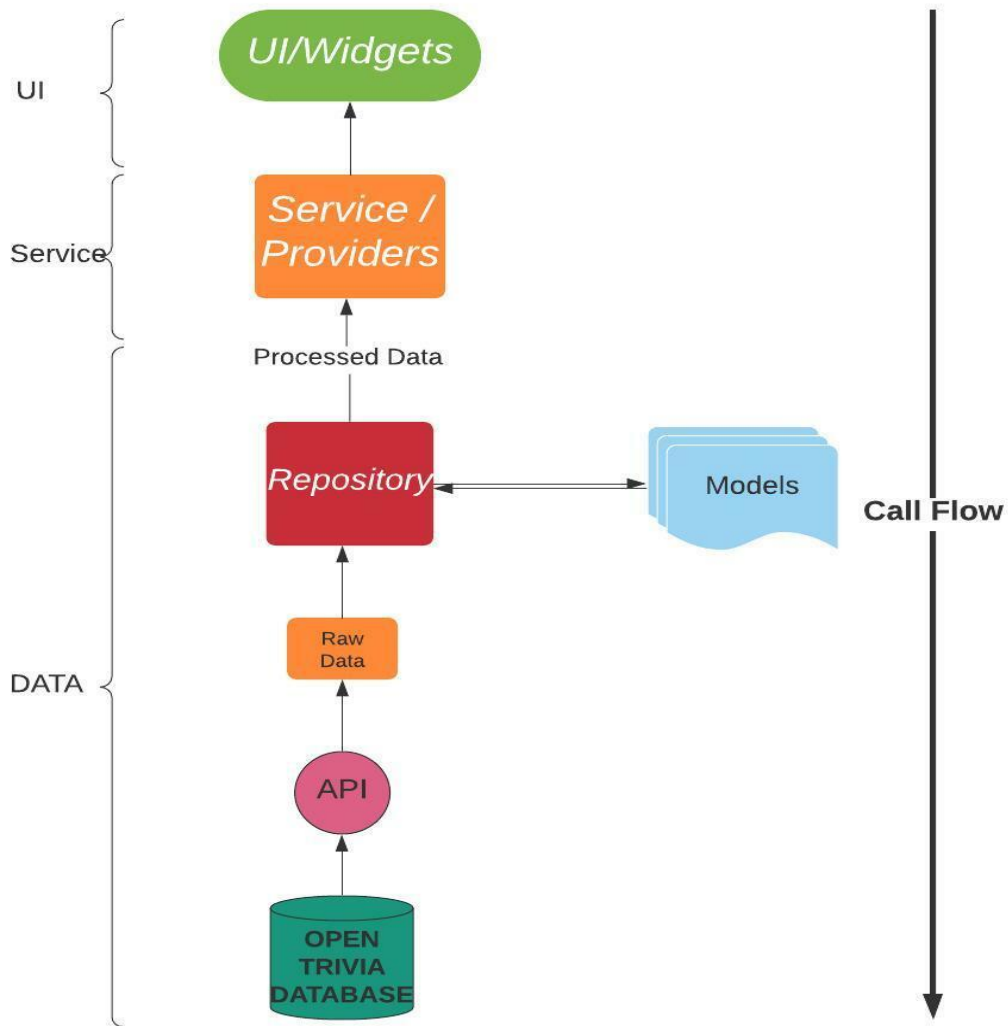 UI/Widgets
UI
Service /
Providers
Service
Processed Data
Repository
Models
Call Flow
Raw
Data
DATA
API
OPEN
TRIVIA
DATABASE